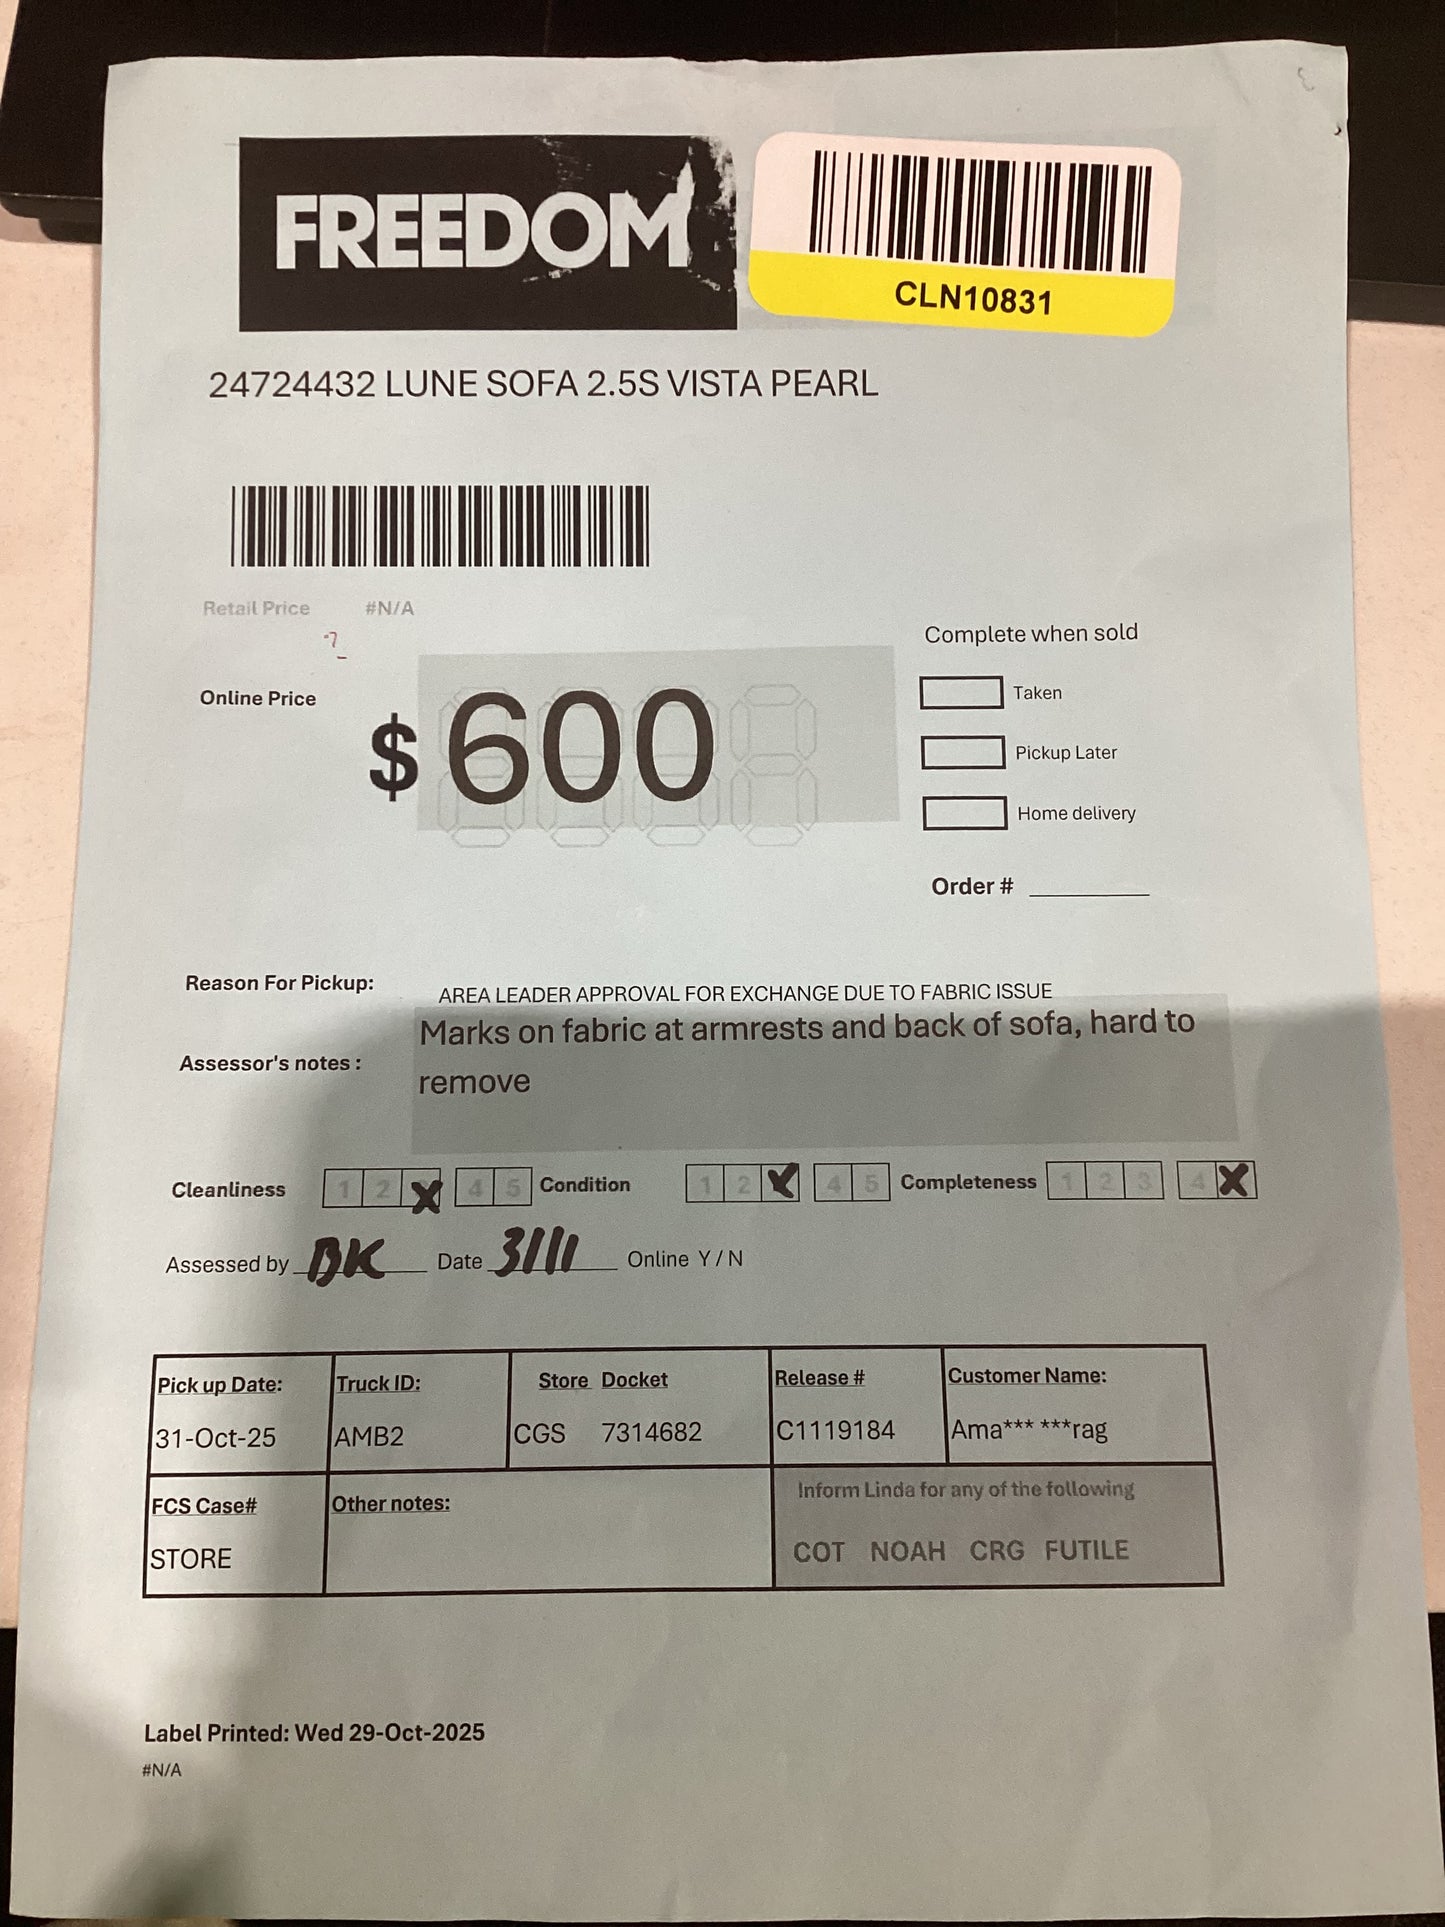 FREEDOM
CLN10831
24724432 LUNE SOFA 2.5S VISTA PEARL
Retail Price #N/A
Online Price $ 600
Complete when sold
Taken
Pickup Later
Home delivery
Order #
Reason For Pickup: AREA LEADER APPROVAL FOR EXCHANGE DUE TO FABRIC ISSUE
Assessor's notes : Marks on fabric at armrests and back of sofa, hard to
remove
Cleanliness 1 2 4 5 Condition 1 2 4 5 Completeness 1 2 3 4
Assessed by BK Date 3/11 Online Y / N
Pick up Date: Truck ID: Store Docket Release # Customer Name:
31-Oct-25 AMB2 CGS 7314682 C1119184 Ama*** ***rag
FCS Case# Other notes: Inform Linda for any of the following
STORE COT NOAH CRG FUTILE
Label Printed: Wed 29-Oct-2025
#N/A